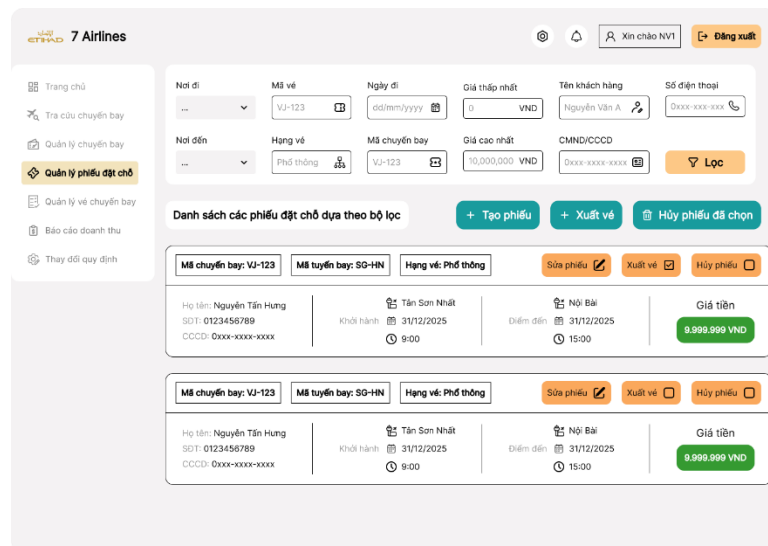 الإتحاد
ETIHAD
7 Airlines
Xin chào NV1
Đăng xuất
Trang chủ
Tra cứu chuyến bay
Quản lý chuyến bay
Quản lý phiếu đặt chỗ
Quản lý vé chuyến bay
Báo cáo doanh thu
Thay đổi quy định
Nơi đi
Mã vé
Ngày đi
Giá thấp nhất
Tên khách hàng
Số điện thoại
...
VJ-123
dd/mm/yyyy
0 VND
Nguyễn Văn A
0xxx-xxx-xxx
Nơi đến
Hạng vé
Mã chuyến bay
Giá cao nhất
CMND/CCCD
...
Phổ thông
VJ-123
10,000,000 VND
0xxx-xxxx-xxxx
Lọc
Danh sách các phiếu đặt chỗ dựa theo bộ lọc
+ Tạo phiếu
+ Xuất vé
Hủy phiếu đã chọn
Mã chuyến bay: VJ-123
Mã tuyến bay: SG-HN
Hạng vé: Phổ thông
Sửa phiếu
Xuất vé
Hủy phiếu
Họ tên: Nguyễn Tấn Hưng
SĐT: 0123456789
CCCD: 0xxx-xxxx-xxxx
Khởi hành
Tân Sơn Nhất
31/12/2025
9:00
Điểm đến
Nội Bài
31/12/2025
15:00
Giá tiền
9.999.999 VND
Mã chuyến bay: VJ-123
Mã tuyến bay: SG-HN
Hạng vé: Phổ thông
Sửa phiếu
Xuất vé
Hủy phiếu
Họ tên: Nguyễn Tấn Hưng
SĐT: 0123456789
CCCD: 0xxx-xxxx-xxxx
Khởi hành
Tân Sơn Nhất
31/12/2025
9:00
Điểm đến
Nội Bài
31/12/2025
15:00
Giá tiền
9.999.999 VND